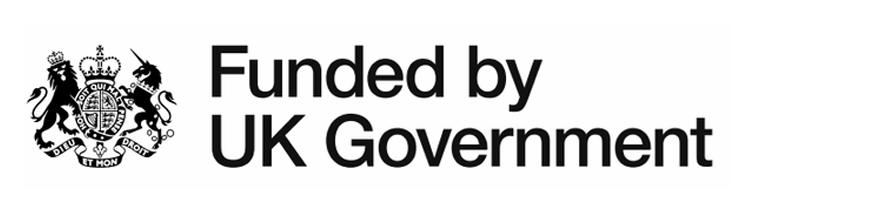 Funded by
UK Government
DIEU ET MON DROIT